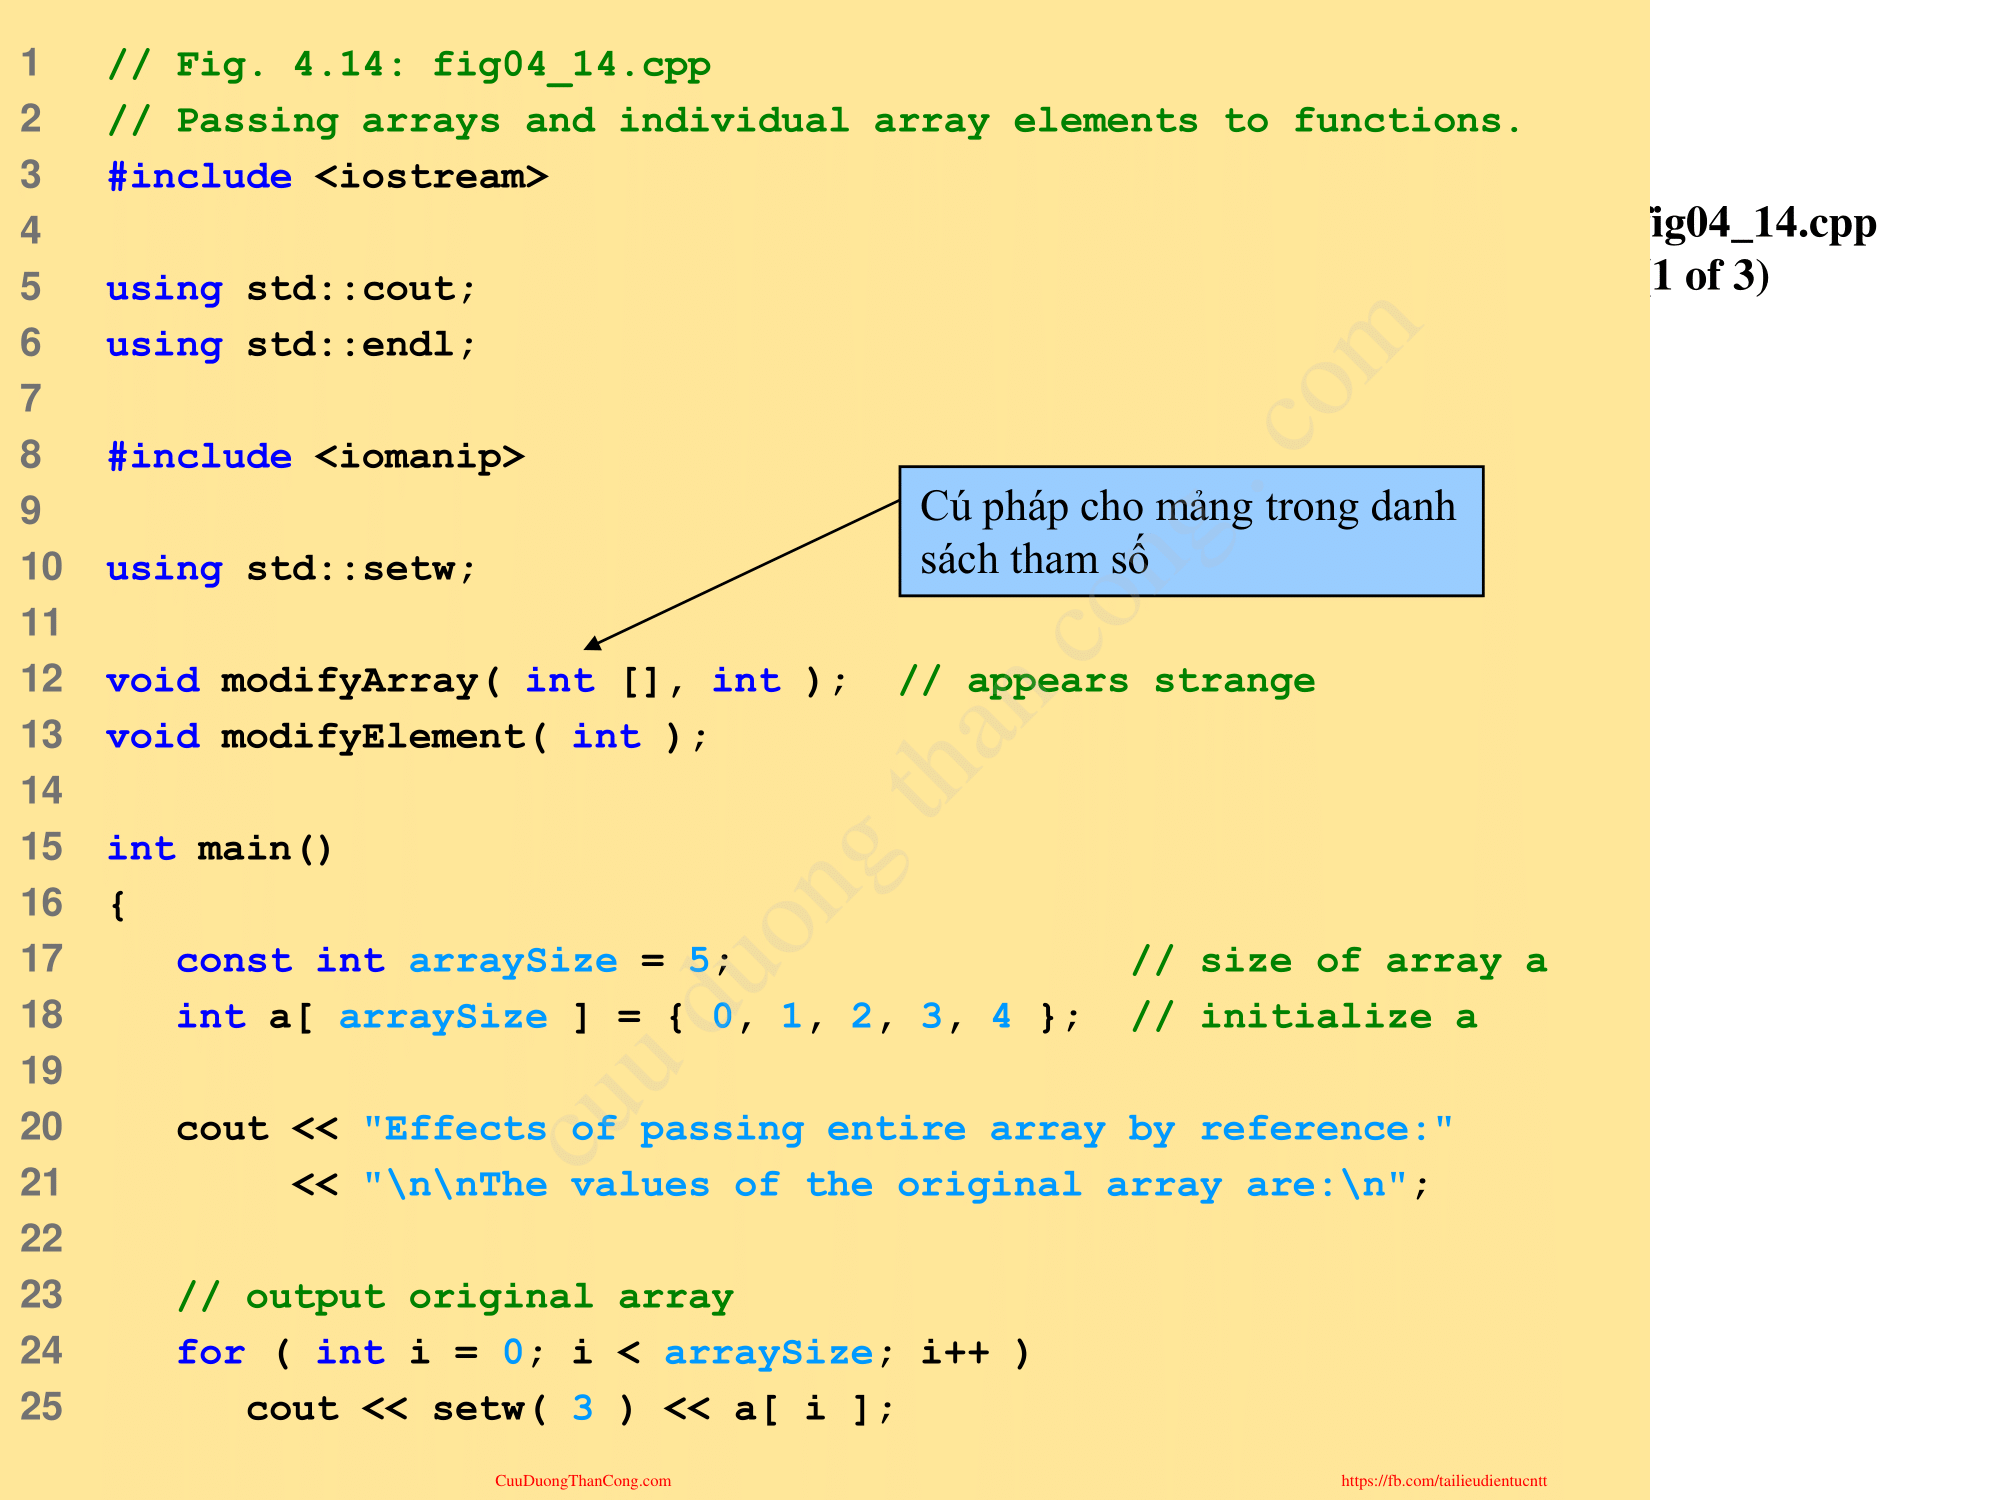 1 // Fig. 4.14: fig04_14.cpp
2 // Passing arrays and individual array elements to functions.
3 #include <iostream>
4
5 using std::cout;
6 using std::endl;
7
8 #include <iomanip>
9
10 using std::setw;
11
12 void modifyArray( int [], int ); // appears strange
13 void modifyElement( int );
14
15 int main()
16 {
17 const int arraySize = 5; // size of array a
18 int a[ arraySize ] = { 0, 1, 2, 3, 4 }; // initialize a
19
20 cout << "Effects of passing entire array by reference:"
21 << "\n\nThe values of the original array are:\n";
22
23 // output original array
24 for ( int i = 0; i < arraySize; i++ )
25 cout << setw( 3 ) << a[ i ];
Cú pháp cho mảng trong danh
sách tham số
fig04_14.cpp
(1 of 3)
cuu duong than cong . com
CuuDuongThanCong.com
https://fb.com/tailieudientucntt